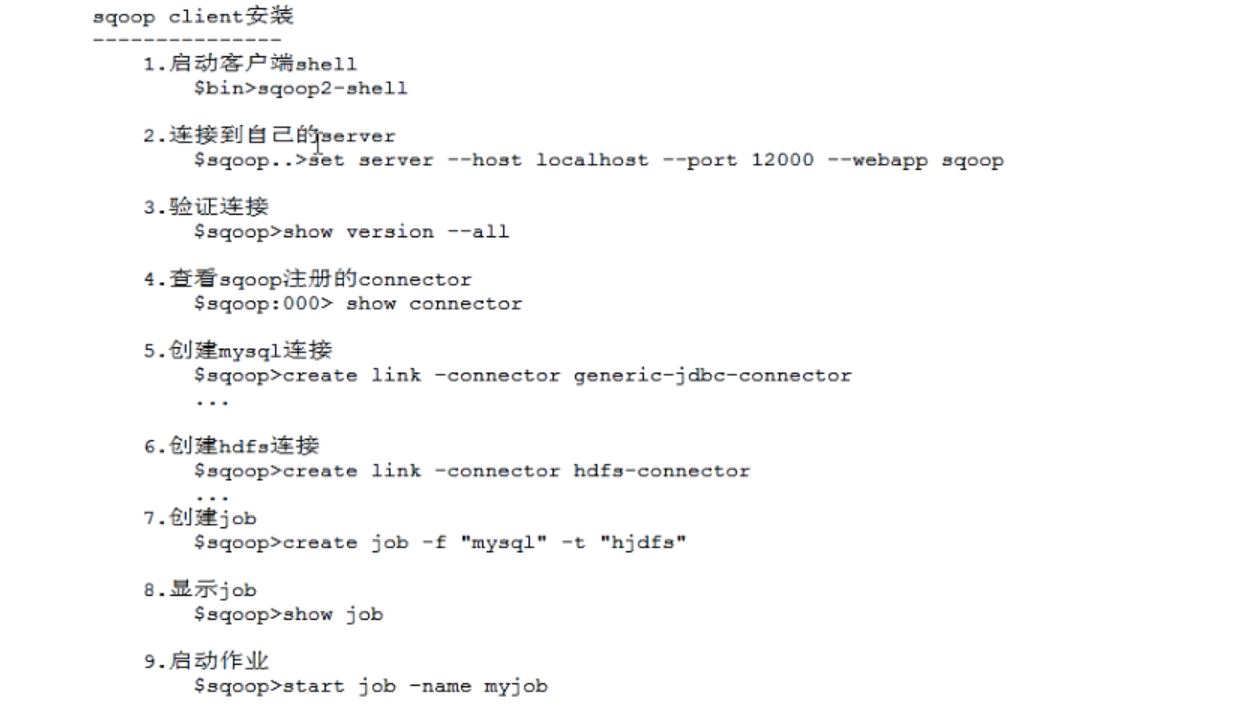 sqoop client安装
---------------
1.启动客户端shell
$bin>sqoop2-shell
2.连接到自己的server
$sqoop..>set server --host localhost --port 12000 --webapp sqoop
3.验证连接
$sqoop>show version --all
4.查看sqoop注册的connector
$sqoop:000> show connector
5.创建mysql连接
$sqoop>create link -connector generic-jdbc-connector
...
6.创建hdfs连接
$sqoop>create link -connector hdfs-connector
...
7.创建job
$sqoop>create job -f "mysql" -t "hjdfs"
8.显示job
$sqoop>show job
9.启动作业
$sqoop>start job -name myjob